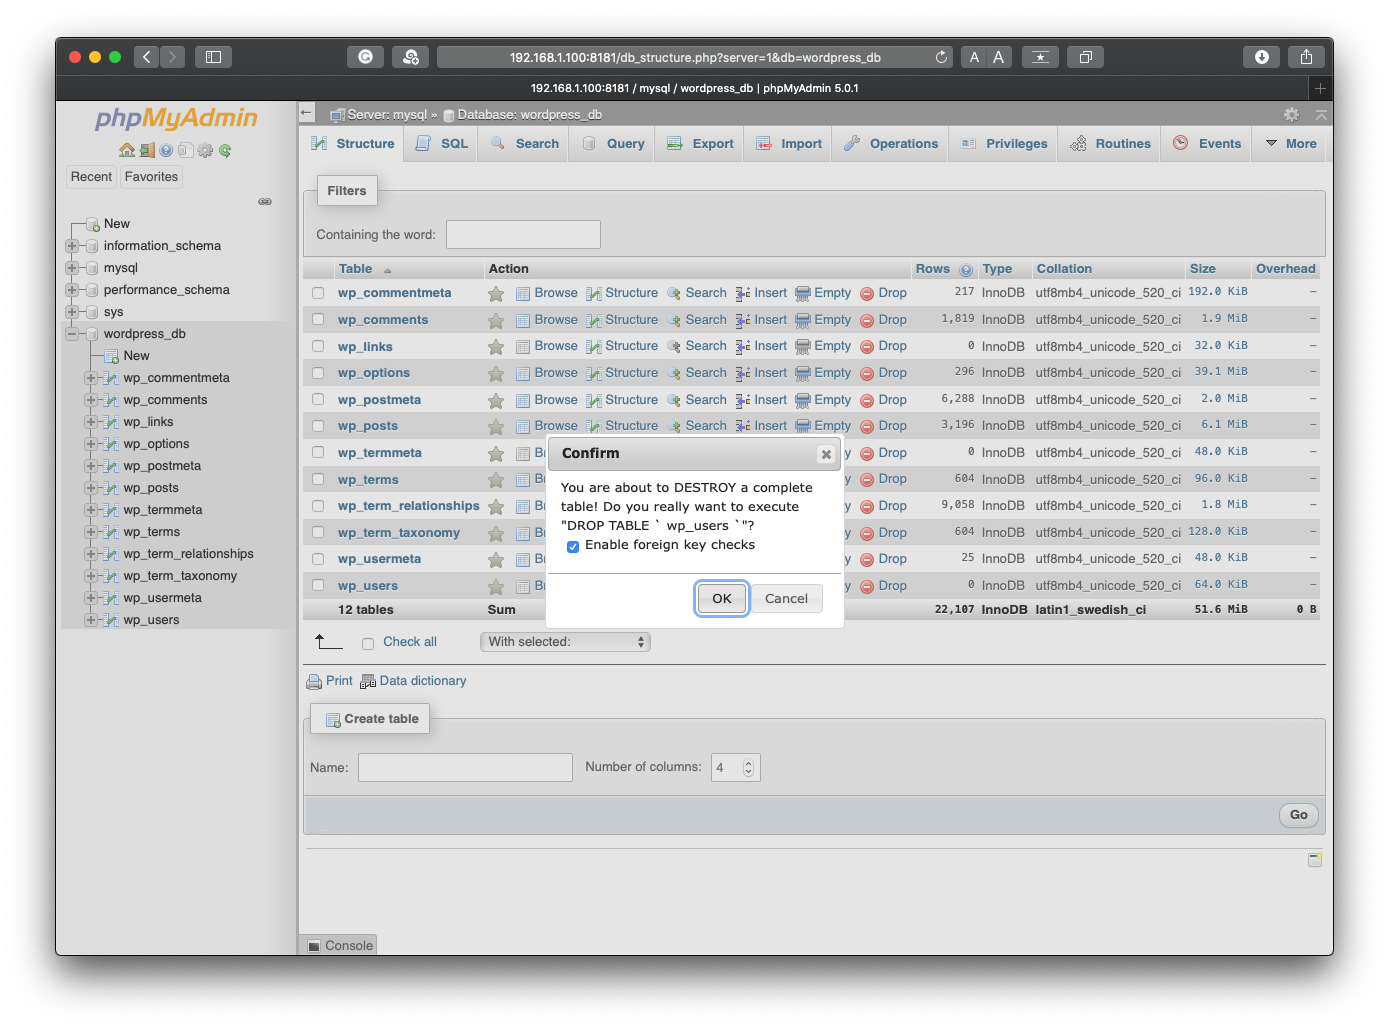 192.168.1.100:8181/db_structure.php?server=1&db=wordpress_db
A A
192.168.1.100:8181 / mysql / wordpress_db | phpMyAdmin 5.0.1
phpMyAdmin
Recent Favorites
New
information_schema
mysql
performance_schema
sys
wordpress_db
New
wp_commentmeta
wp_comments
wp_links
wp_options
wp_postmeta
wp_posts
wp_termmeta
wp_terms
wp_term_relationships
wp_term_taxonomy
wp_usermeta
wp_users
Server: mysql » Database: wordpress_db
Structure SQL Search Query Export Import Operations Privileges Routines Events More
Filters
Containing the word:
Table Action Rows Type Collation Size Overhead
wp_commentmeta Browse Structure Search Insert Empty Drop 217 InnoDB utf8mb4_unicode_520_ci 192.0 KiB –
wp_comments Browse Structure Search Insert Empty Drop 1,819 InnoDB utf8mb4_unicode_520_ci 1.9 MiB –
wp_links Browse Structure Search Insert Empty Drop 0 InnoDB utf8mb4_unicode_520_ci 32.0 KiB –
wp_options Browse Structure Search Insert Empty Drop 296 InnoDB utf8mb4_unicode_520_ci 39.1 MiB –
wp_postmeta Browse Structure Search Insert Empty Drop 6,288 InnoDB utf8mb4_unicode_520_ci 2.0 MiB –
wp_posts Browse Structure Search Insert Empty Drop 3,196 InnoDB utf8mb4_unicode_520_ci 6.1 MiB –
wp_termmeta B y Drop 0 InnoDB utf8mb4_unicode_520_ci 48.0 KiB –
wp_terms B y Drop 604 InnoDB utf8mb4_unicode_520_ci 96.0 KiB –
wp_term_relationships B y Drop 9,058 InnoDB utf8mb4_unicode_520_ci 1.8 MiB –
wp_term_taxonomy B y Drop 604 InnoDB utf8mb4_unicode_520_ci 128.0 KiB –
wp_usermeta B y Drop 25 InnoDB utf8mb4_unicode_520_ci 48.0 KiB –
wp_users B y Drop 0 InnoDB utf8mb4_unicode_520_ci 64.0 KiB –
12 tables Sum 22,107 InnoDB latin1_swedish_ci 51.6 MiB 0 B
Confirm
You are about to DESTROY a complete
table! Do you really want to execute
"DROP TABLE ` wp_users `"?
Enable foreign key checks
OK Cancel
Check all With selected:
Print Data dictionary
Create table
Name: Number of columns: 4
Go
Console